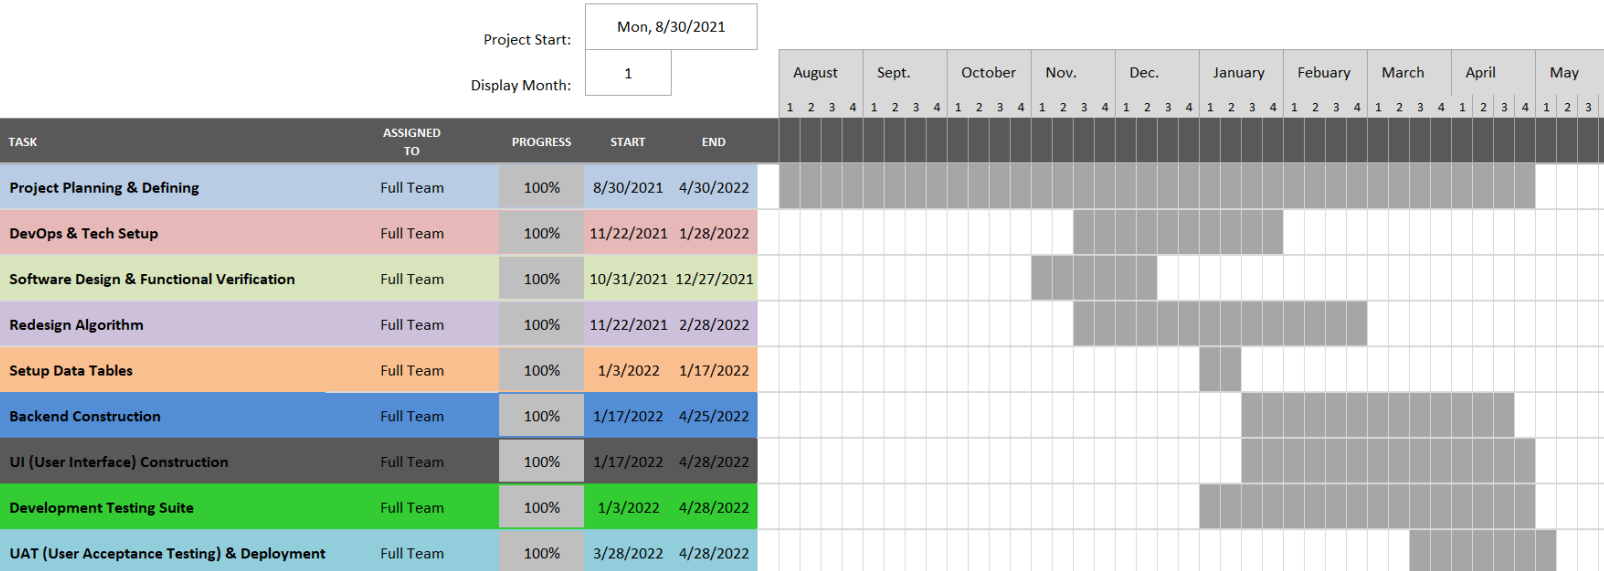 Project Start: Mon, 8/30/2021
Display Month: 1
August Sept. October Nov. Dec. January Febuary March April May
1 2 3 4 1 2 3 4 1 2 3 4 1 2 3 4 1 2 3 4 1 2 3 4 1 2 3 4 1 2 3 4 1 2 3 4 1 2 3
TASK ASSIGNED TO PROGRESS START END
Project Planning & Defining Full Team 100% 8/30/2021 4/30/2022
DevOps & Tech Setup Full Team 100% 11/22/2021 1/28/2022
Software Design & Functional Verification Full Team 100% 10/31/2021 12/27/2021
Redesign Algorithm Full Team 100% 11/22/2021 2/28/2022
Setup Data Tables Full Team 100% 1/3/2022 1/17/2022
Backend Construction Full Team 100% 1/17/2022 4/25/2022
UI (User Interface) Construction Full Team 100% 1/17/2022 4/28/2022
Development Testing Suite Full Team 100% 1/3/2022 4/28/2022
UAT (User Acceptance Testing) & Deployment Full Team 100% 3/28/2022 4/28/2022